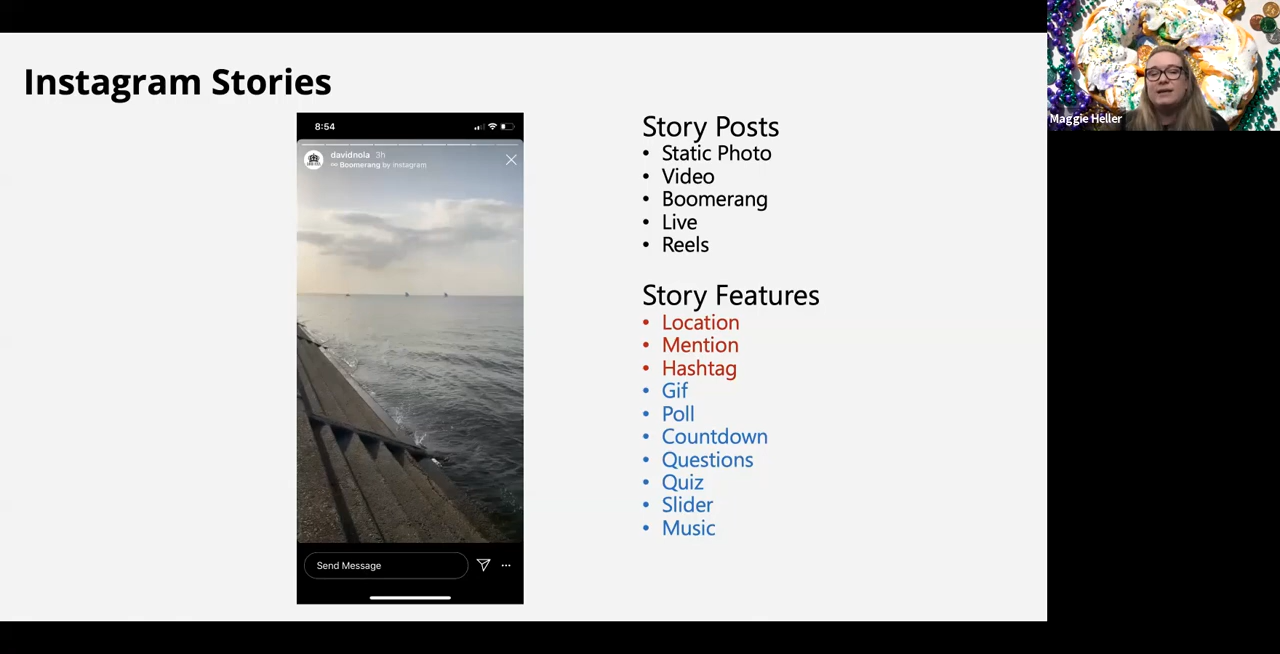 Instagram Stories
8:54
davidnola 3h
Boomerang by instagram
Send Message
Story Posts
• Static Photo
• Video
• Boomerang
• Live
• Reels
Story Features
• Location
• Mention
• Hashtag
• Gif
• Poll
• Countdown
• Questions
• Quiz
• Slider
• Music
Maggie Heller